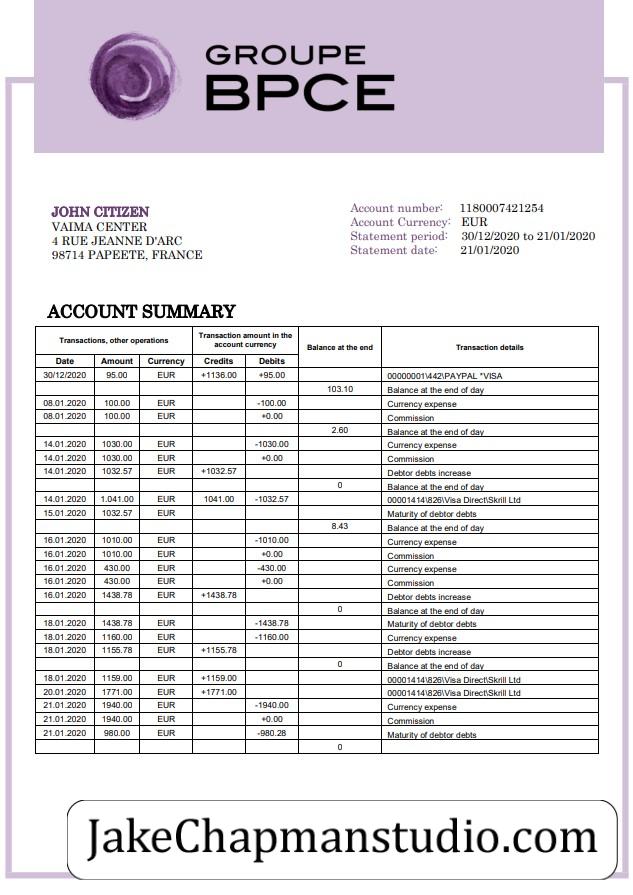 GROUPE
BPCE
JOHN CITIZEN
VAIMA CENTER
4 RUE JEANNE D'ARC
98714 PAPEETE, FRANCE
Account number: 1180007421254
Account Currency: EUR
Statement period: 30/12/2020 to 21/01/2020
Statement date: 21/01/2020
ACCOUNT SUMMARY
Transactions, other operations Transaction amount in the account currency Balance at the end Transaction details
Date Amount Currency Credits Debits
30/12/2020 95.00 EUR +1136.00 +95.00 00000001\442\PAYPAL *VISA
103.10 Balance at the end of day
08.01.2020 100.00 EUR -100.00 Currency expense
08.01.2020 100.00 EUR +0.00 Commission
2.60 Balance at the end of day
14.01.2020 1030.00 EUR -1030.00 Currency expense
14.01.2020 1030.00 EUR +0.00 Commission
14.01.2020 1032.57 EUR +1032.57 Debtor debts increase
0 Balance at the end of day
14.01.2020 1.041.00 EUR 1041.00 -1032.57 00001414\826\Visa Direct\Skrill Ltd
15.01.2020 1032.57 EUR Maturity of debtor debts
8.43 Balance at the end of day
16.01.2020 1010.00 EUR -1010.00 Currency expense
16.01.2020 1010.00 EUR +0.00 Commission
16.01.2020 430.00 EUR -430.00 Currency expense
16.01.2020 430.00 EUR +0.00 Commission
16.01.2020 1438.78 EUR +1438.78 Debtor debts increase
0 Balance at the end of day
18.01.2020 1438.78 EUR -1438.78 Maturity of debtor debts
18.01.2020 1160.00 EUR -1160.00 Currency expense
18.01.2020 1155.78 EUR +1155.78 Debtor debts increase
0 Balance at the end of day
18.01.2020 1159.00 EUR +1159.00 00001414\826\Visa Direct\Skrill Ltd
20.01.2020 1771.00 EUR +1771.00 00001414\826\Visa Direct\Skrill Ltd
21.01.2020 1940.00 EUR -1940.00 Currency expense
21.01.2020 1940.00 EUR +0.00 Commission
21.01.2020 980.00 EUR -980.28 Maturity of debtor debts
0
JakeChapmanstudio.com